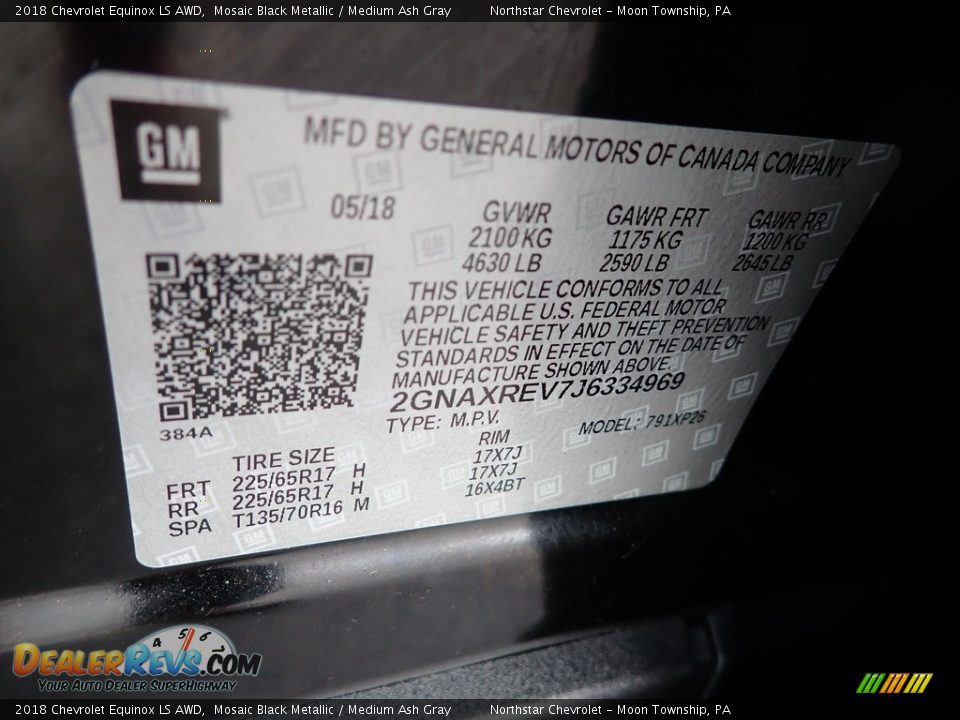 2018 Chevrolet Equinox LS AWD, Mosaic Black Metallic / Medium Ash Gray Northstar Chevrolet - Moon Township, PA
GM
MFD BY GENERAL MOTORS OF CANADA COMPANY
05/18 GVWR GAWR FRT GAWR RR
2100 KG 1175 KG 1200 KG
4630 LB 2590 LB 2645 LB
THIS VEHICLE CONFORMS TO ALL
APPLICABLE U.S. FEDERAL MOTOR
VEHICLE SAFETY AND THEFT PREVENTION
STANDARDS IN EFFECT ON THE DATE OF
MANUFACTURE SHOWN ABOVE.
2GNAXREV7J6334969
TYPE: M.P.V. MODEL: 791XP26
384A
TIRE SIZE RIM
FRT 225/65R17 H 17X7J
RR 225/65R17 H 17X7J
SPA T135/70R16 M 16X4BT
4 5 6
DEALERREVS.COM
YOUR AUTO DEALER SUPERHIGHWAY
2018 Chevrolet Equinox LS AWD, Mosaic Black Metallic / Medium Ash Gray Northstar Chevrolet - Moon Township, PA